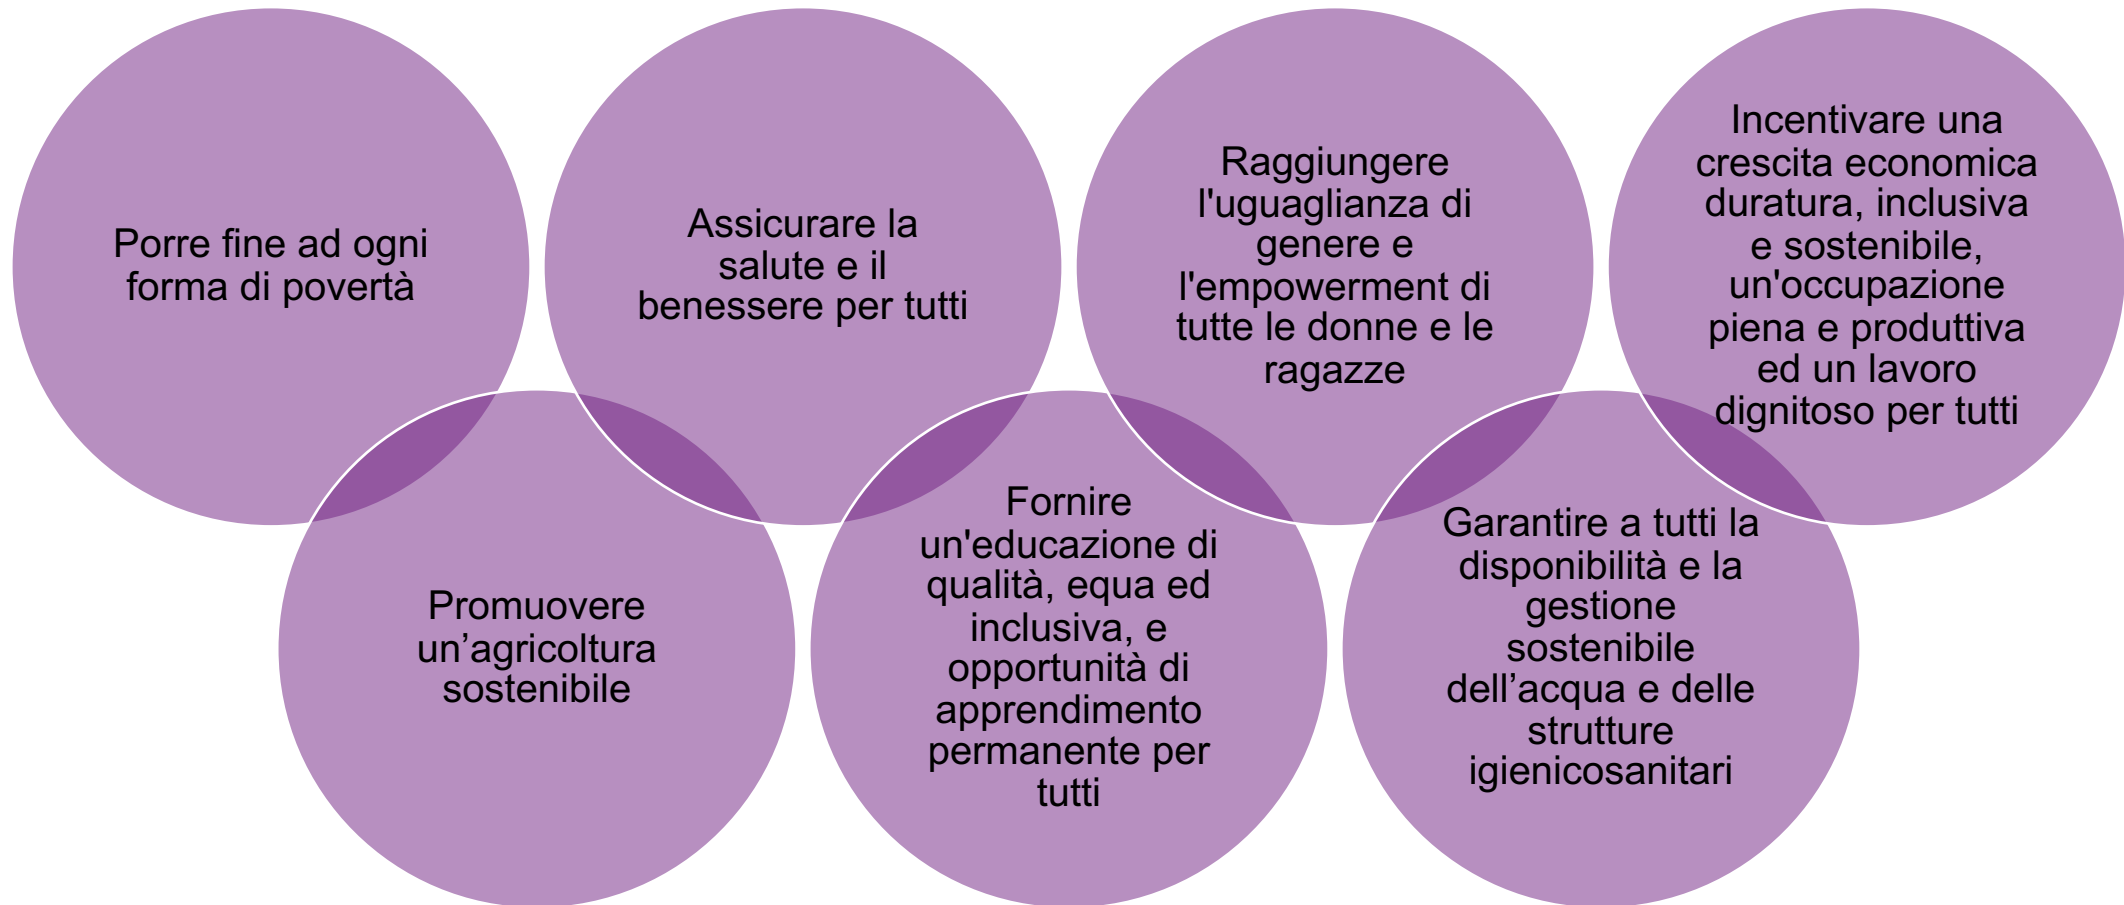 Porre fine ad ogni
forma di povertà
Promuovere
un’agricoltura
sostenibile
Assicurare la
salute e il
benessere per tutti
Fornire
un'educazione di
qualità, equa ed
inclusiva, e
opportunità di
apprendimento
permanente per
tutti
Raggiungere
l'uguaglianza di
genere e
l'empowerment di
tutte le donne e le
ragazze
Garantire a tutti la
disponibilità e la
gestione
sostenibile
dell’acqua e delle
strutture
igienicosanitari
Incentivare una
crescita economica
duratura, inclusiva
e sostenibile,
un'occupazione
piena e produttiva
ed un lavoro
dignitoso per tutti